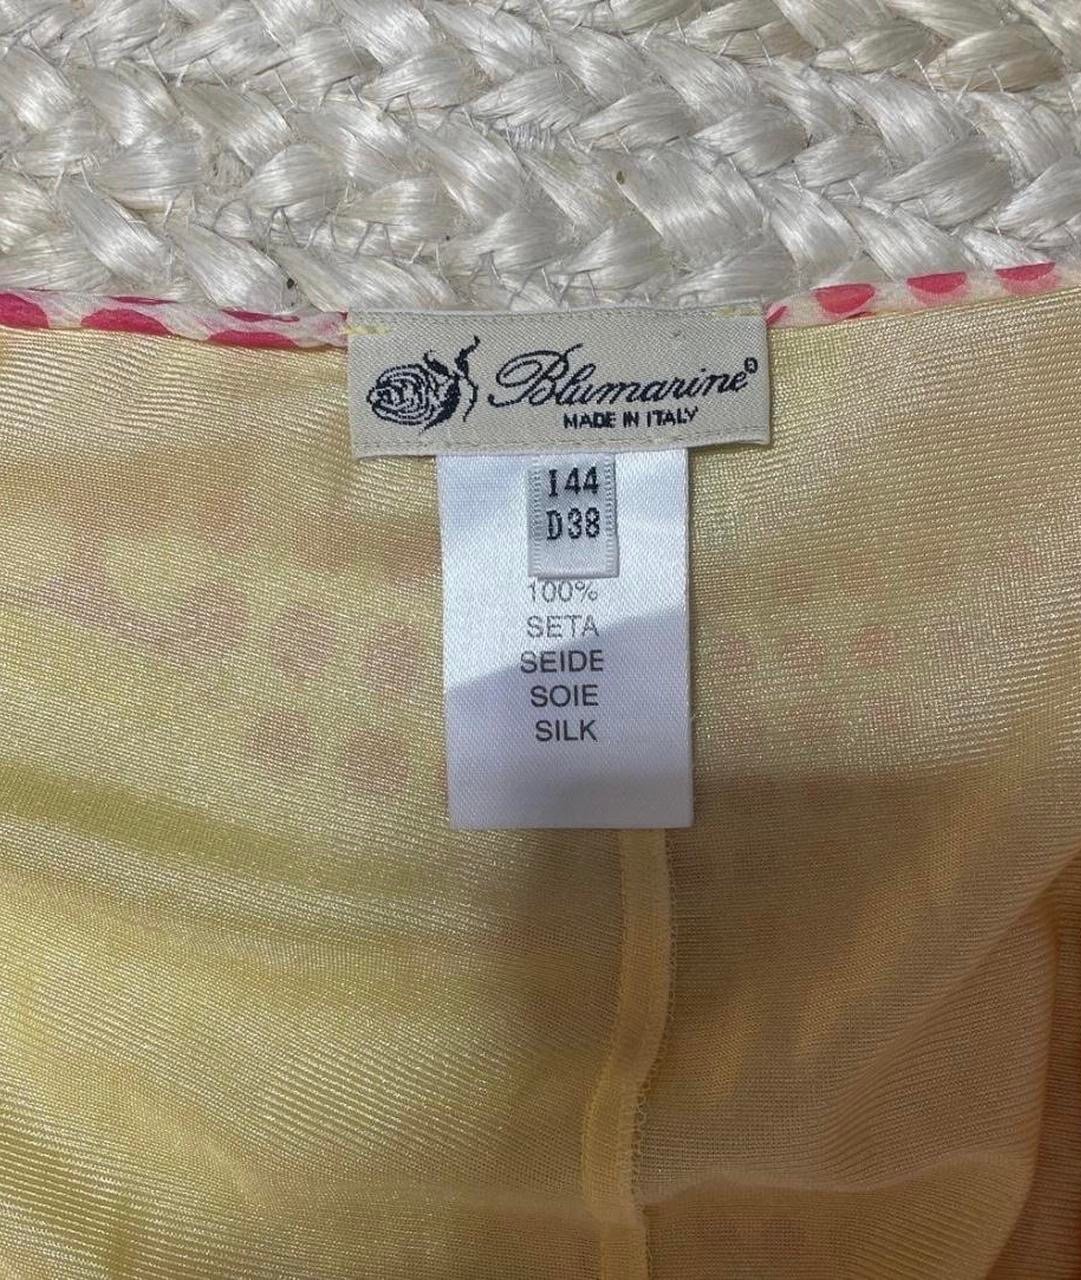 Blumarine®
MADE IN ITALY
I44
D38
100%
SETA
SEIDE
SOIE
SILK